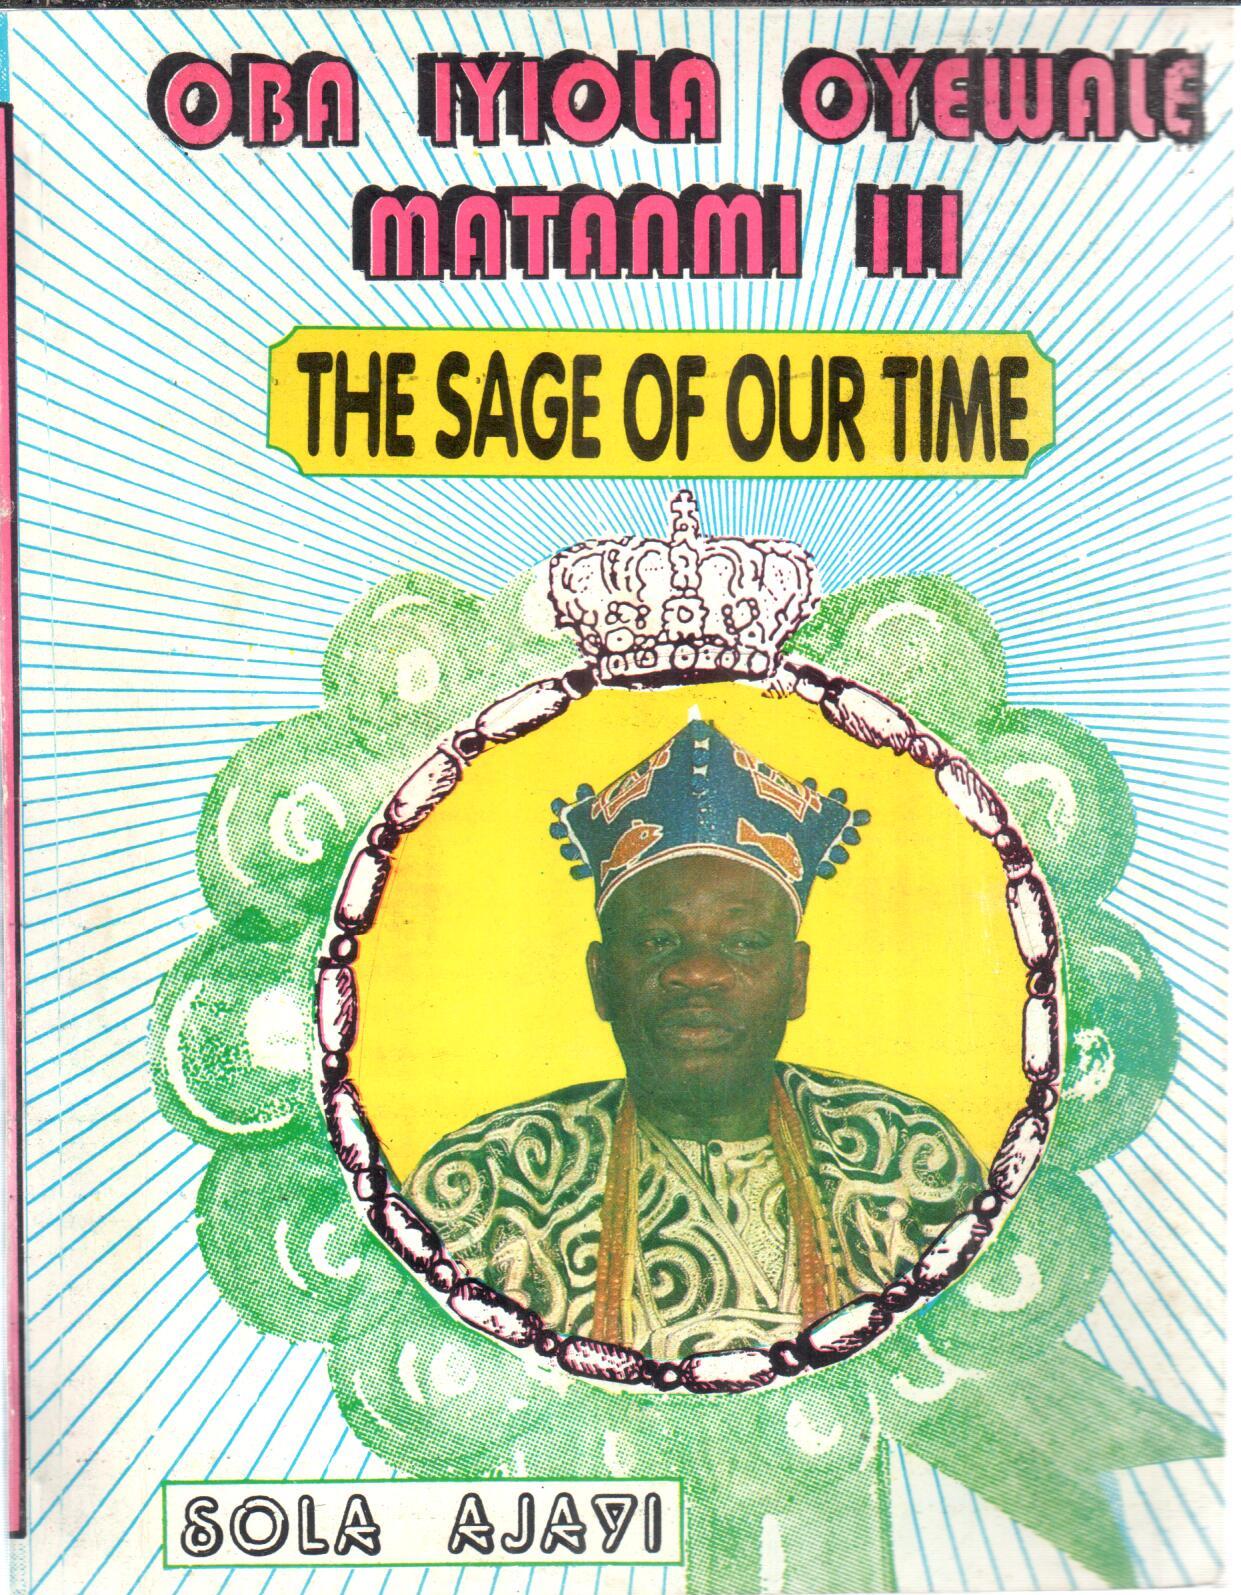 OBA IYIOLA OYEWALE
MATANMI III
THE SAGE OF OUR TIME
SOLA AJAYI